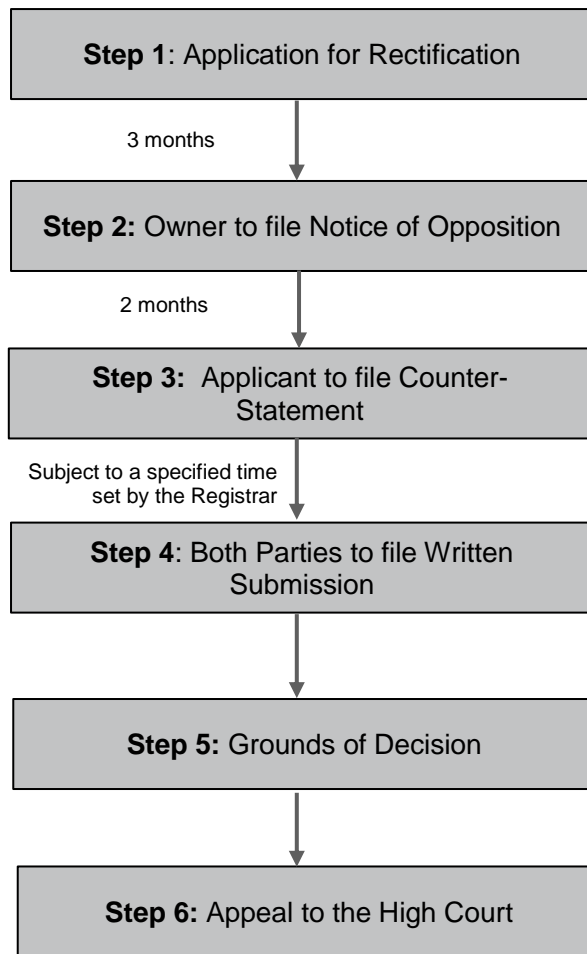 Step 1: Application for Rectification
3 months
Step 2: Owner to file Notice of Opposition
2 months
Step 3: Applicant to file Counter-
Statement
Subject to a specified time
set by the Registrar
Step 4: Both Parties to file Written
Submission
Step 5: Grounds of Decision
Step 6: Appeal to the High Court